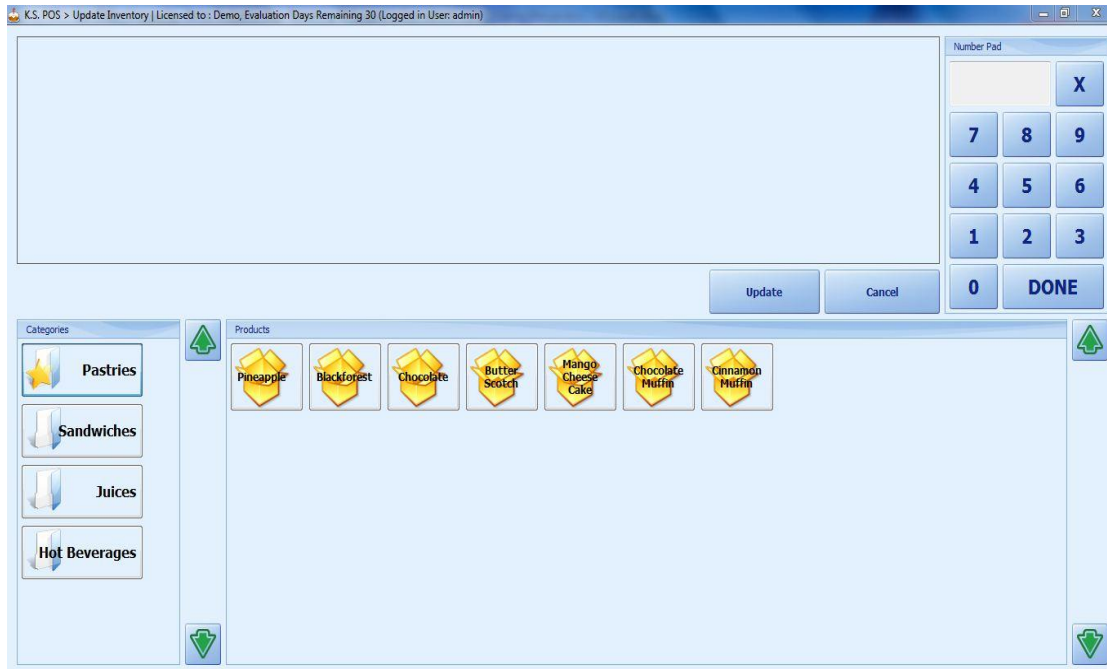 K.S. POS > Update Inventory | Licensed to : Demo, Evaluation Days Remaining 30 (Logged in User: admin)
Number Pad
X
7 8 9
4 5 6
1 2 3
0 DONE
Update Cancel
Categories
Pastries
Sandwiches
Juices
Hot Beverages
Products
Pineapple
Blackforest
Chocolate
Butter
Scotch
Mango
Cheese
Cake
Chocolate
Muffin
Cinnamon
Muffin